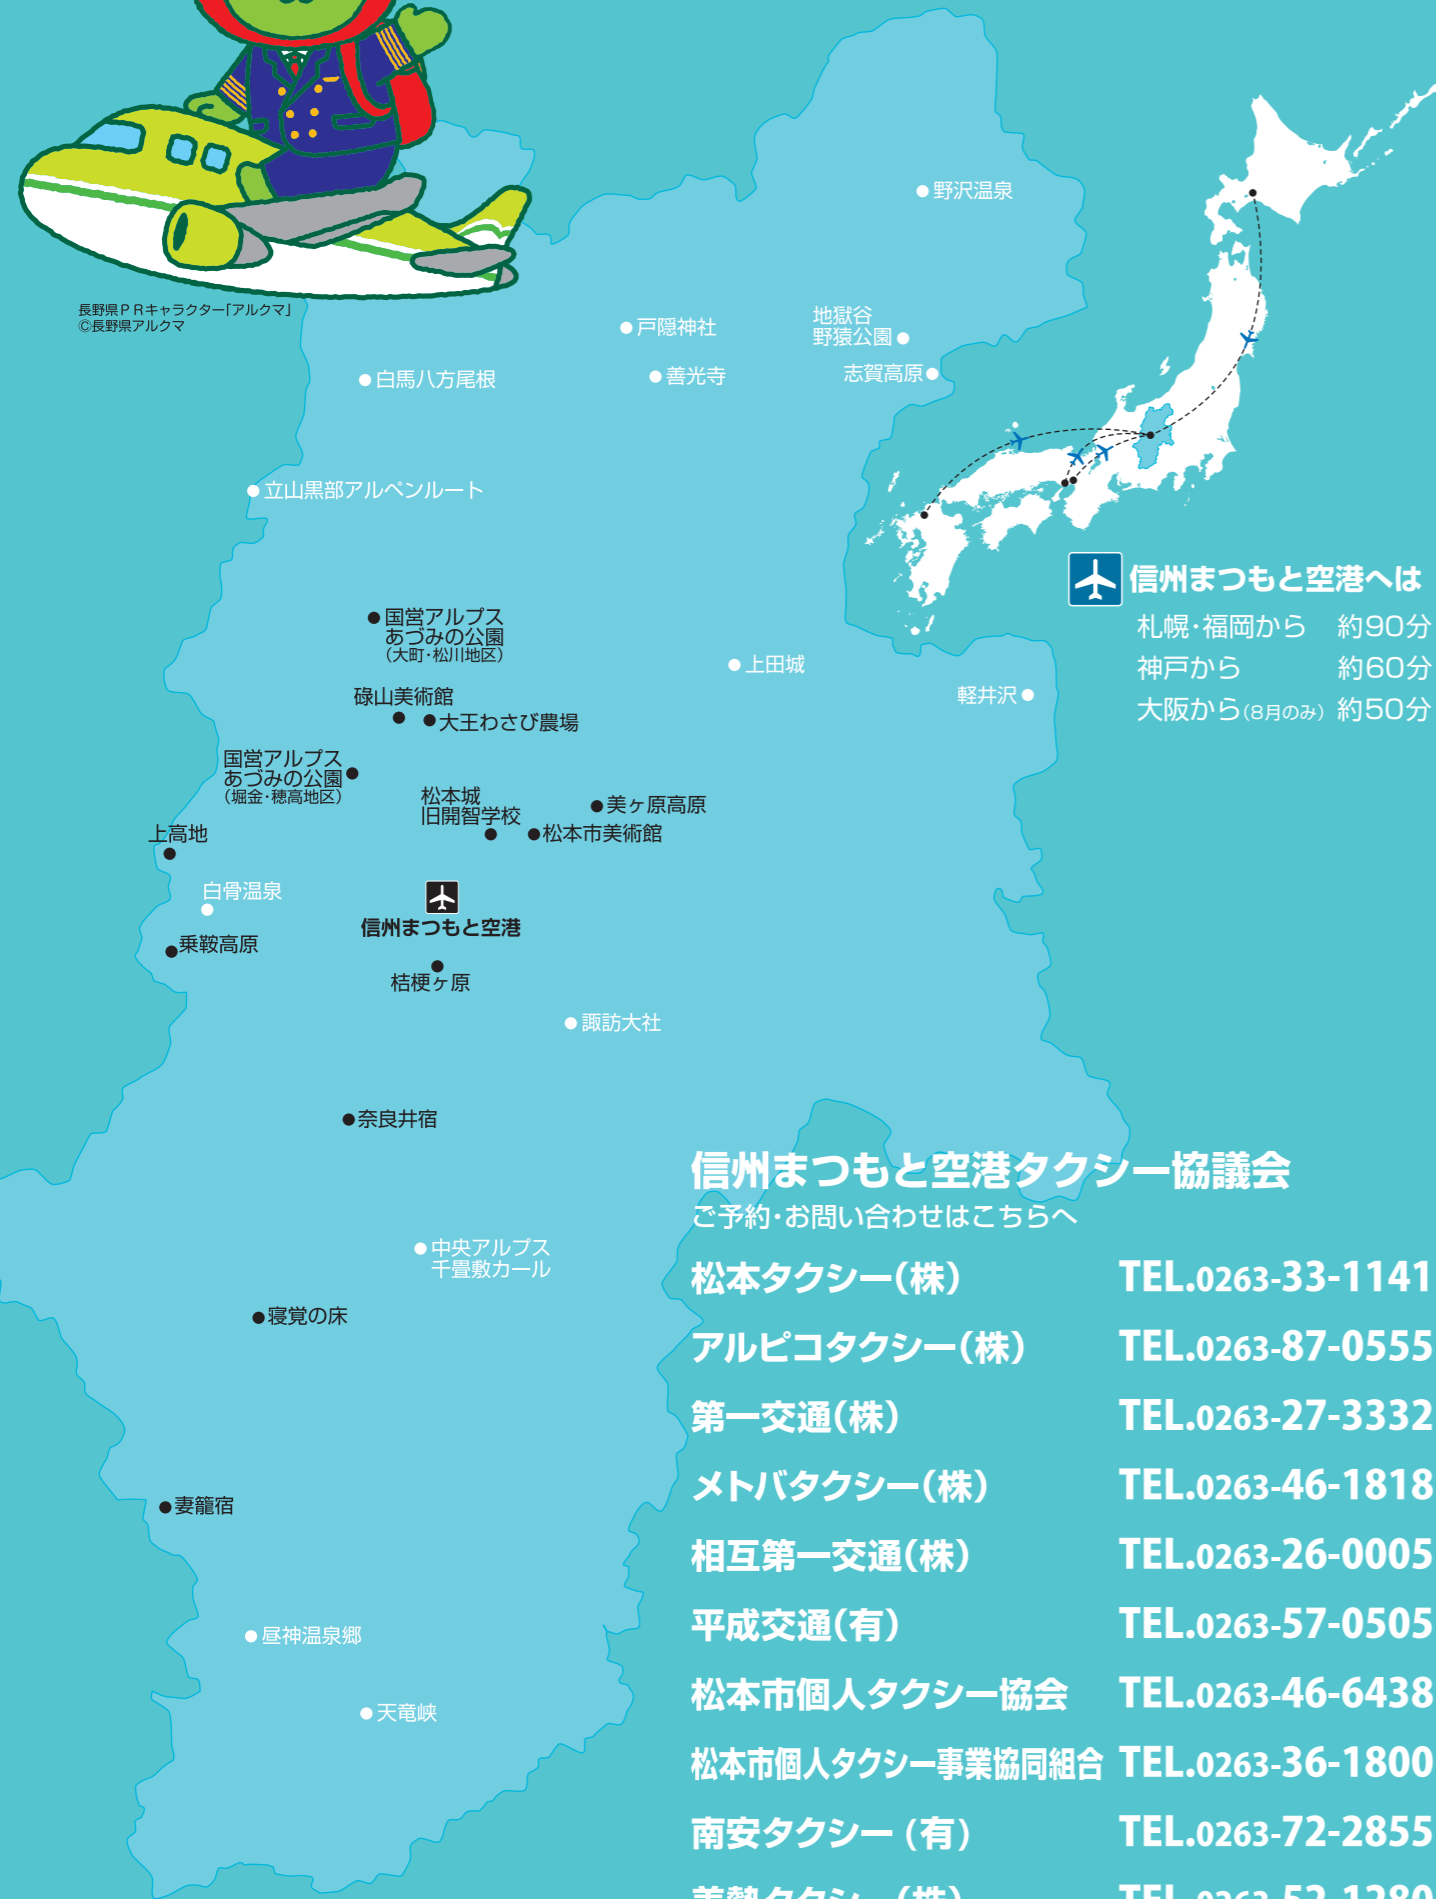 長野県PRキャラクター「アルクマ」
©長野県アルクマ
野沢温泉
戸隠神社
地獄谷
野猿公園
白馬八方尾根
善光寺
志賀高原
立山黒部アルペンルート
信州まつもと空港へは
札幌・福岡から 約90分
神戸から 約60分
大阪から(8月のみ) 約50分
国営アルプス
あづみの公園
(大町・松川地区)
上田城
軽井沢
碌山美術館
大王わさび農場
国営アルプス
あづみの公園
(堀金・穂高地区)
松本城
旧開智学校
美ヶ原高原
松本市美術館
上高地
白骨温泉
信州まつもと空港
乗鞍高原
桔梗ヶ原
諏訪大社
奈良井宿
中央アルプス
千畳敷カール
寝覚の床
妻籠宿
昼神温泉郷
天竜峡
信州まつもと空港タクシー協議会
ご予約・お問い合わせはこちらへ
松本タクシー(株) TEL.0263-33-1141
アルピコタクシー(株) TEL.0263-87-0555
第一交通(株) TEL.0263-27-3332
メトバタクシー(株) TEL.0263-46-1818
相互第一交通(株) TEL.0263-26-0005
平成交通(有) TEL.0263-57-0505
松本市個人タクシー協会 TEL.0263-46-6438
松本市個人タクシー事業協同組合 TEL.0263-36-1800
南安タクシー(有) TEL.0263-72-2855